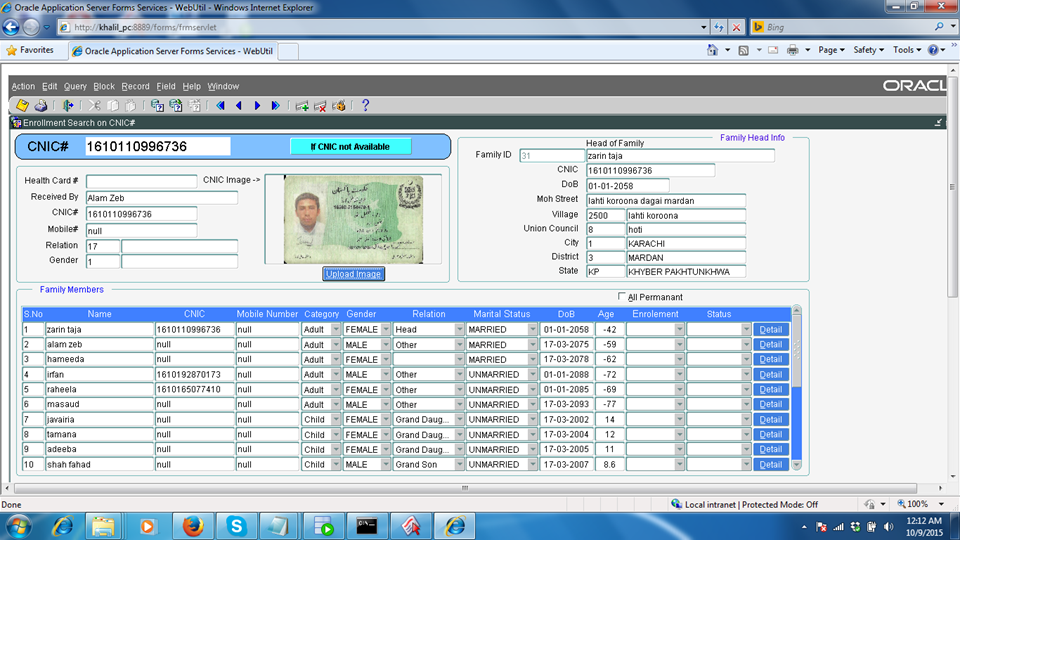 Oracle Application Server Forms Services - WebUtil - Windows Internet Explorer
http://khalil_pc:8889/forms/frmservlet
Bing
Favorites
Oracle Application Server Forms Services - WebUtil
Page Safety Tools
Action Edit Query Block Record Field Help Window
ORACL
Enrollment Search on CNIC#
CNIC# 1610110996736 If CNIC not Available
Health Card #
CNIC Image ->
Received By Alam Zeb
CNIC# 1610110996736
Mobile# null
Relation 17
Gender 1
Upload Image
Family Head Info
Head of Family
Family ID 31 zarin taja
CNIC 1610110996736
DoB 01-01-2058
Moh Street lahti koroona dagai mardan
Village 2500 lahti koroona
Union Council 8 hoti
City 1 KARACHI
District 3 MARDAN
State KP KHYBER PAKHTUNKHWA
Family Members
All Permanant
S.No Name CNIC Mobile Number Category Gender Relation Marital Status DoB Age Enrolement Status
1 zarin taja 1610110996736 null Adult FEMALE Head MARRIED 01-01-2058 -42 Detail
2 alam zeb null null Adult MALE Other MARRIED 17-03-2075 -59 Detail
3 hameeda null null Adult FEMALE MARRIED 17-03-2078 -62 Detail
4 irfan 1610192870173 null Adult MALE Other UNMARRIED 01-01-2088 -72 Detail
5 raheela 1610165077410 null Adult FEMALE Other UNMARRIED 01-01-2085 -69 Detail
6 masaud null null Adult MALE Other UNMARRIED 17-03-2093 -77 Detail
7 javairia null null Child FEMALE Grand Daug... UNMARRIED 17-03-2002 14 Detail
8 tamana null null Child FEMALE Grand Daug... UNMARRIED 17-03-2004 12 Detail
9 adeeba null null Child FEMALE Grand Daug... UNMARRIED 17-03-2005 11 Detail
10 shah fahad null null Child MALE Grand Son UNMARRIED 17-03-2007 8.6 Detail
Done
Local intranet | Protected Mode: Off
100%
12:12 AM
10/9/2015